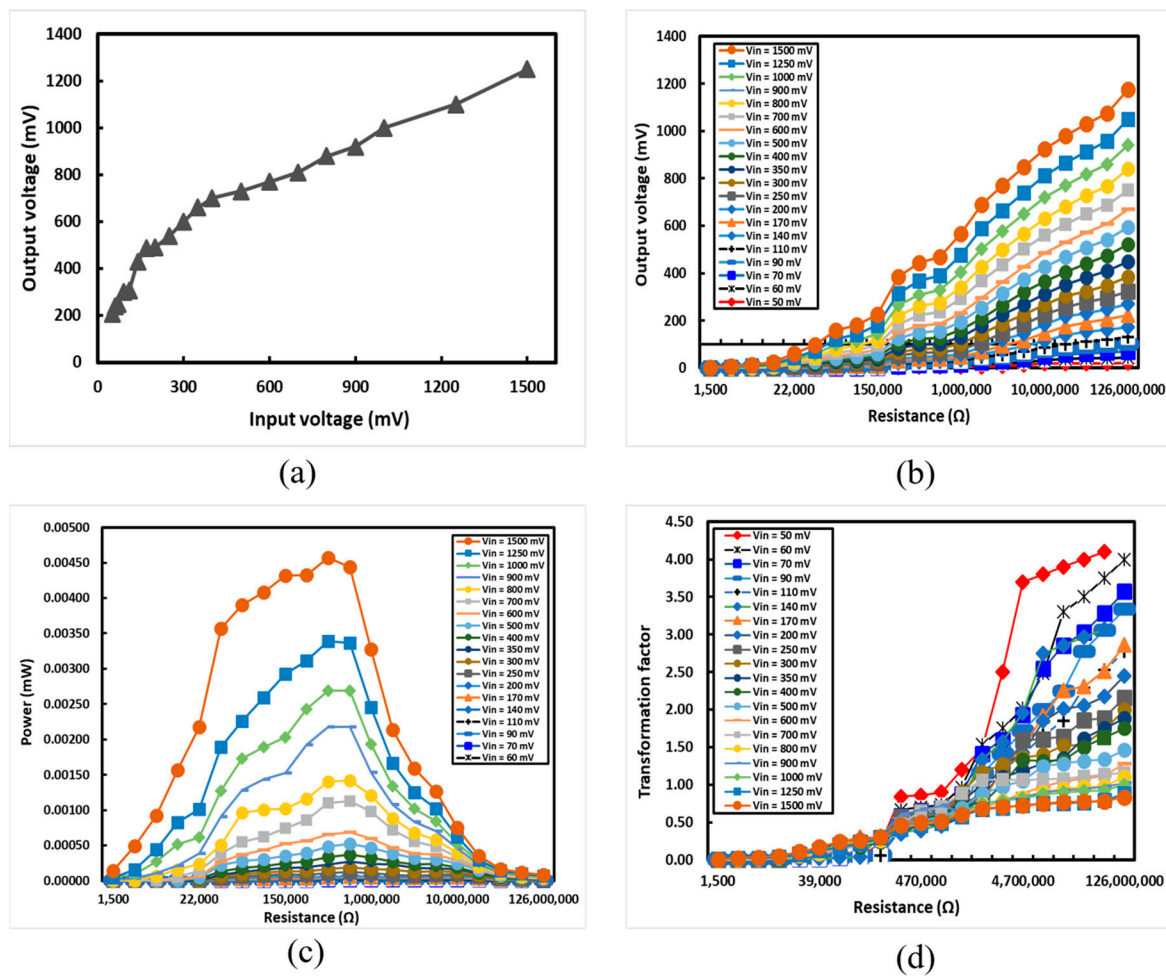 1400
1200
1000
800
600
400
200
0
Output voltage (mV)
0
300
600
900
1200
1500
Input voltage (mV)
(a)
1400
1200
1000
800
600
400
200
0
Output voltage (mV)
Vin = 1500 mV
Vin = 1250 mV
Vin = 1000 mV
Vin = 900 mV
Vin = 800 mV
Vin = 700 mV
Vin = 600 mV
Vin = 500 mV
Vin = 400 mV
Vin = 350 mV
Vin = 300 mV
Vin = 250 mV
Vin = 200 mV
Vin = 170 mV
Vin = 140 mV
Vin = 110 mV
Vin = 90 mV
Vin = 70 mV
Vin = 60 mV
Vin = 50 mV
1,500
22,000
150,000
1,000,000
10,000,000
126,000,000
Resistance (Ω)
(b)
0.00500
0.00450
0.00400
0.00350
0.00300
0.00250
0.00200
0.00150
0.00100
0.00050
0.00000
Power (mW)
Vin = 1500 mV
Vin = 1250 mV
Vin = 1000 mV
Vin = 900 mV
Vin = 800 mV
Vin = 700 mV
Vin = 600 mV
Vin = 500 mV
Vin = 400 mV
Vin = 350 mV
Vin = 300 mV
Vin = 250 mV
Vin = 200 mV
Vin = 170 mV
Vin = 140 mV
Vin = 110 mV
Vin = 90 mV
Vin = 70 mV
Vin = 60 mV
1,500
22,000
150,000
1,000,000
10,000,000
126,000,000
Resistance (Ω)
(c)
4.50
4.00
3.50
3.00
2.50
2.00
1.50
1.00
0.50
0.00
Transformation factor
Vin = 50 mV
Vin = 60 mV
Vin = 70 mV
Vin = 90 mV
Vin = 110 mV
Vin = 140 mV
Vin = 170 mV
Vin = 200 mV
Vin = 250 mV
Vin = 300 mV
Vin = 350 mV
Vin = 400 mV
Vin = 500 mV
Vin = 600 mV
Vin = 700 mV
Vin = 800 mV
Vin = 900 mV
Vin = 1000 mV
Vin = 1250 mV
Vin = 1500 mV
1,500
39,000
470,000
4,700,000
126,000,000
Resistance (Ω)
(d)